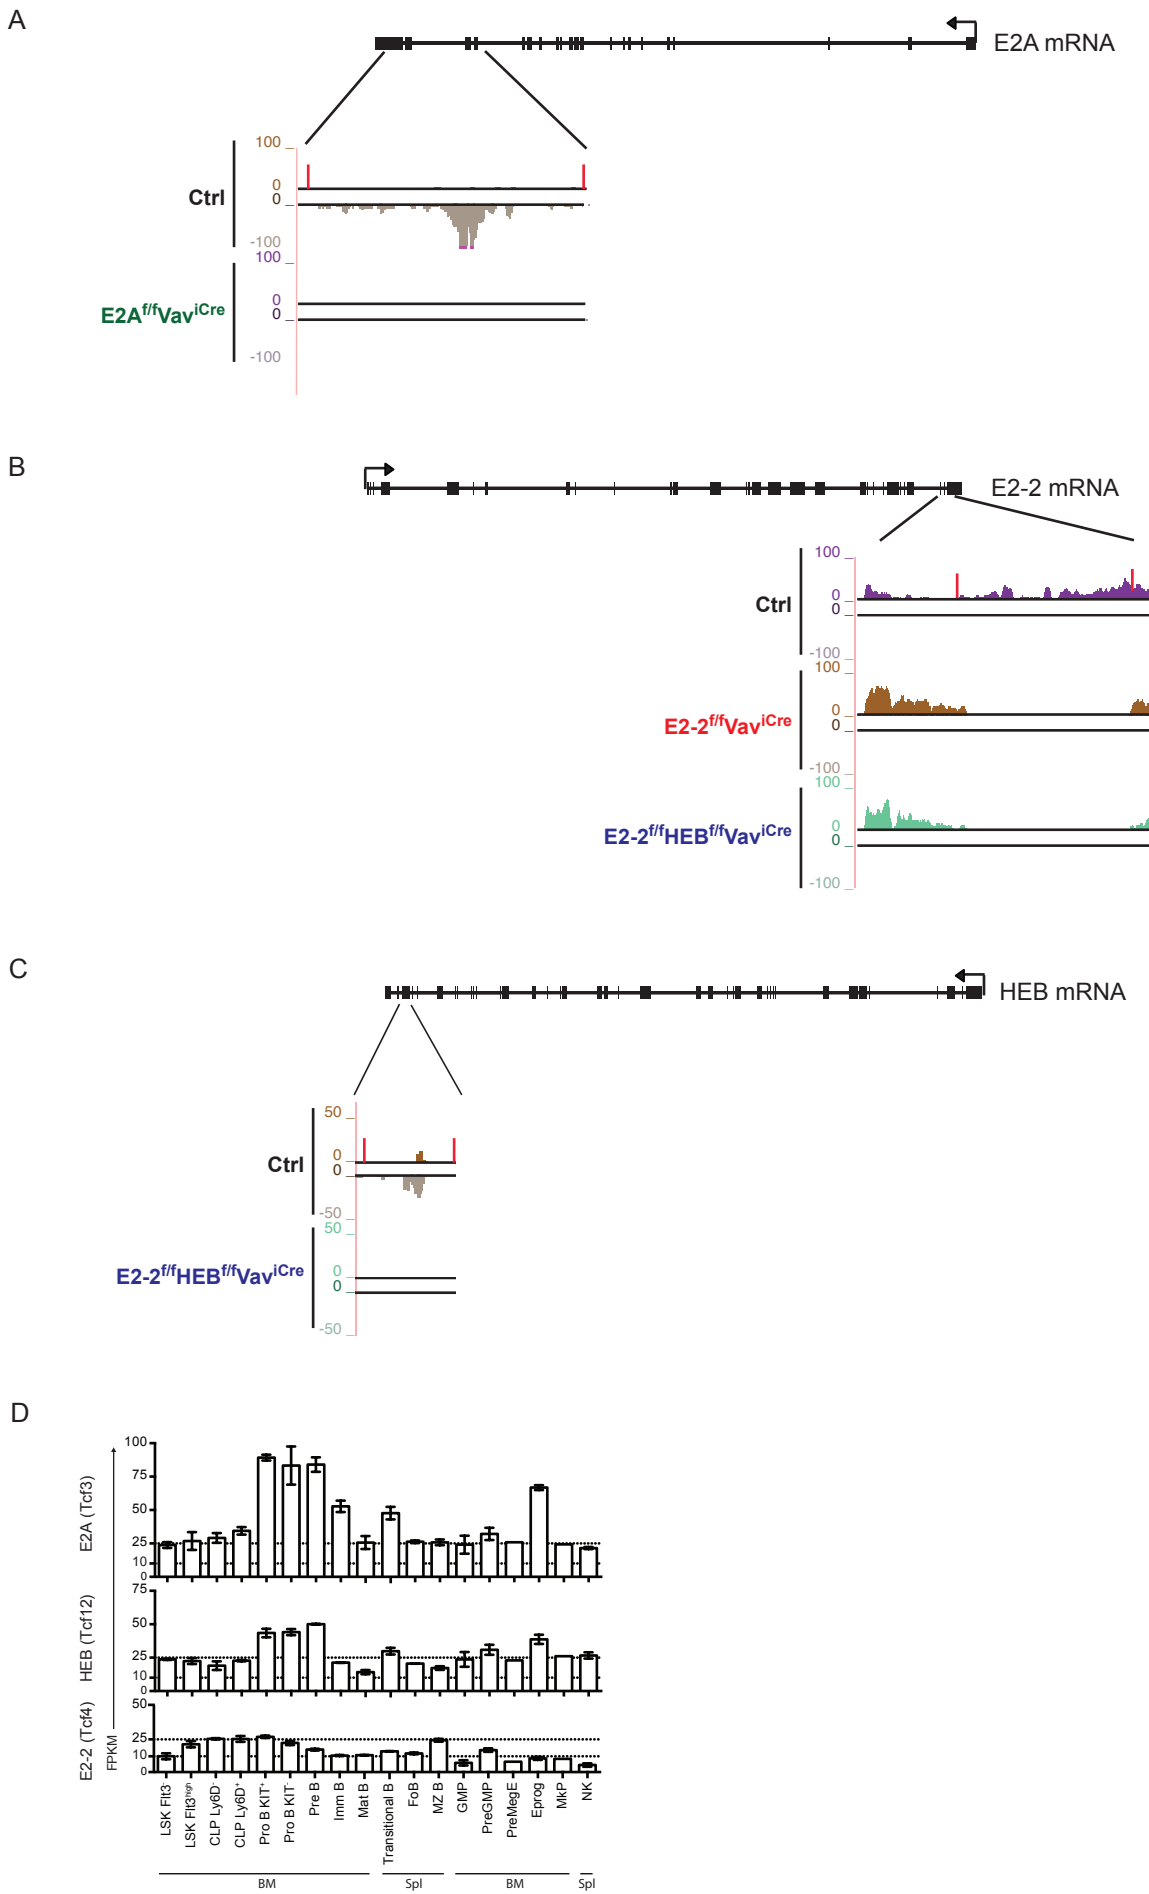 A
E2A mRNA
100
0
0
-100
Ctrl
100
0
0
-100
E2Af/fVaviCre
B
E2-2 mRNA
100
0
0
-100
Ctrl
100
0
0
-100
E2-2f/fVaviCre
100
0
0
-100
E2-2f/fHEBf/fVaviCre
C
HEB mRNA
50
0
0
-50
Ctrl
50
0
0
-50
E2-2f/fHEBf/fVaviCre
D
E2A (Tcf3)
100
75
50
25
10
0
HEB (Tcf12)
75
50
25
10
0
E2-2 (Tcf4)
FPKM
50
25
10
0
LSK Flt3-
LSK Flt3high
CLP Ly6D-
CLP Ly6D+
Pro B KIT+
Pro B KIT-
Pre B
Imm B
Mat B
Transitional B
FoB
MZ B
GMP
PreGMP
PreMegE
Eprog
MkP
NK
BM
Spl
BM
Spl